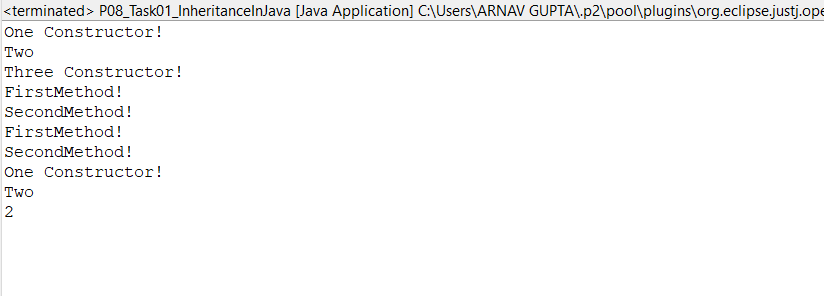 <terminated> P08_Task01_InheritanceInJava [Java Application] C:\Users\ARNAV GUPTA\.p2\pool\plugins\org.eclipse.justj.ope
One Constructor!
Two
Three Constructor!
FirstMethod!
SecondMethod!
FirstMethod!
SecondMethod!
One Constructor!
Two
2